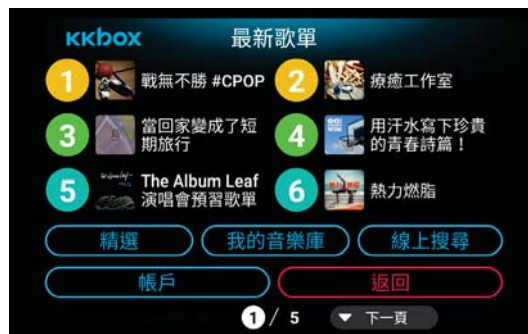 KKBOX 最新歌單
1 戰無不勝 #CPOP 2 療癒工作室
3 當回家變成了短
期旅行
4 用汗水寫下珍貴
的青春詩篇！
5 The Album Leaf
演唱會預習歌單
6 熱力燃脂
精選 我的音樂庫 線上搜尋
帳戶 返回
1 / 5 ▼ 下一頁